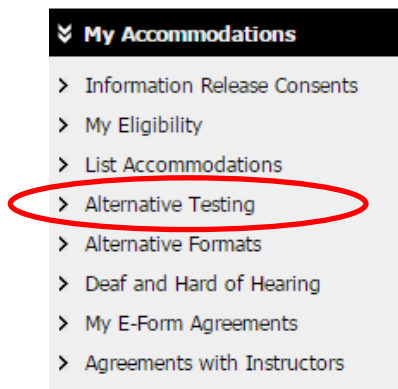 My Accommodations
Information Release Consents
My Eligibility
List Accommodations
Alternative Testing
Alternative Formats
Deaf and Hard of Hearing
My E-Form Agreements
Agreements with Instructors